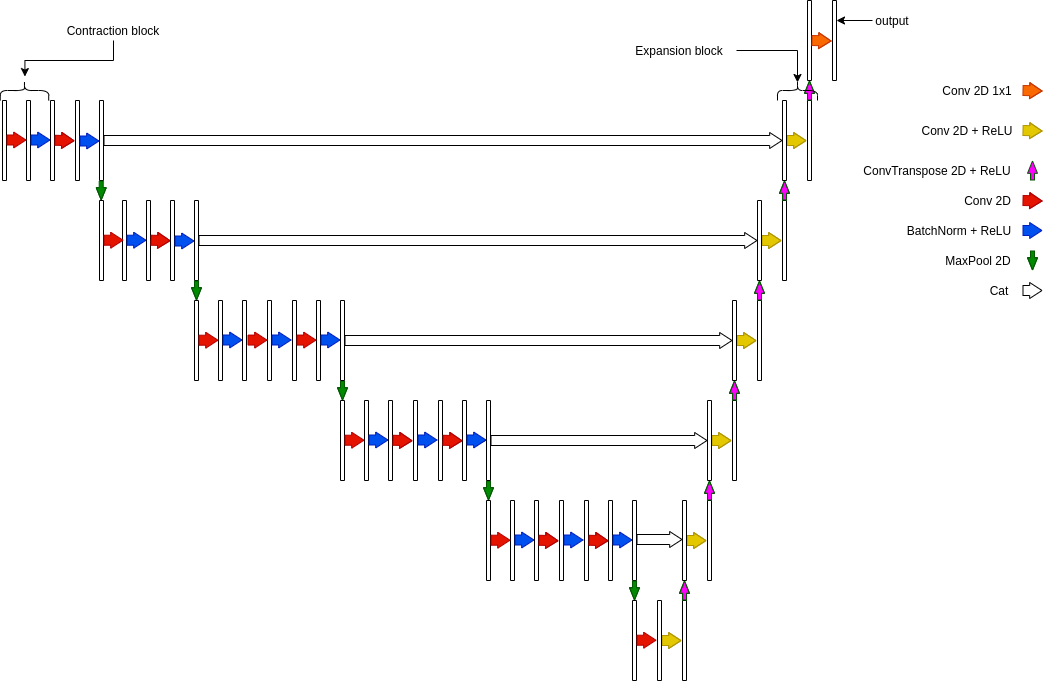 Contraction block
Expansion block
output
Conv 2D 1x1
Conv 2D + ReLU
ConvTranspose 2D + ReLU
Conv 2D
BatchNorm + ReLU
MaxPool 2D
Cat